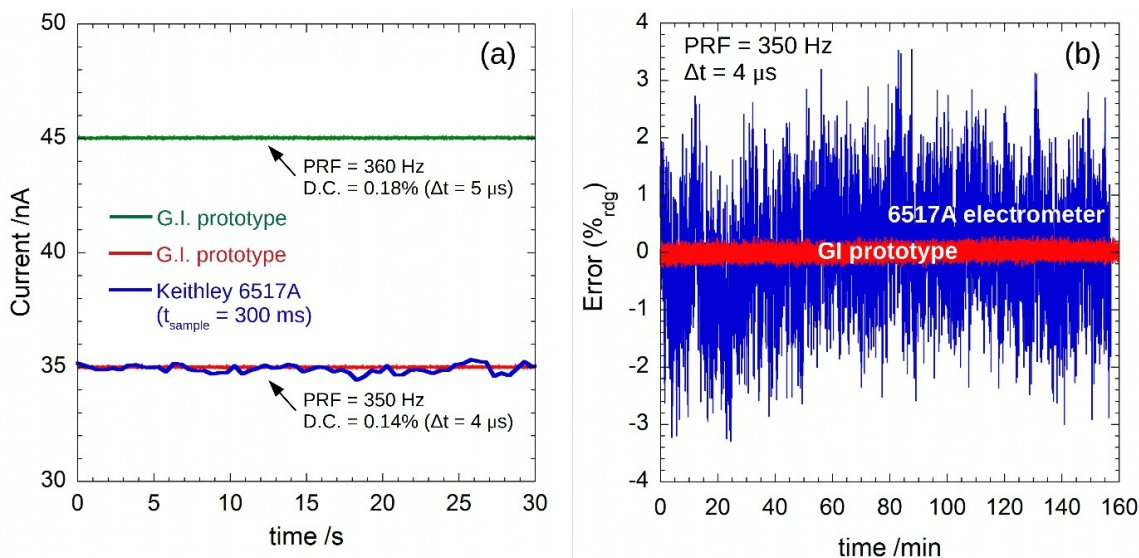 (a)
50
45
40
35
30
Current /nA
PRF = 360 Hz
D.C. = 0.18% (Δt = 5 μs)
G.I. prototype
G.I. prototype
Keithley 6517A
(t_sample = 300 ms)
PRF = 350 Hz
D.C. = 0.14% (Δt = 4 μs)
0 5 10 15 20 25 30
time /s
PRF = 350 Hz
Δt = 4 μs
(b)
4
3
2
1
0
-1
-2
-3
-4
Error (%rdg)
6517A electrometer
GI prototype
0 20 40 60 80 100 120 140 160
time /min